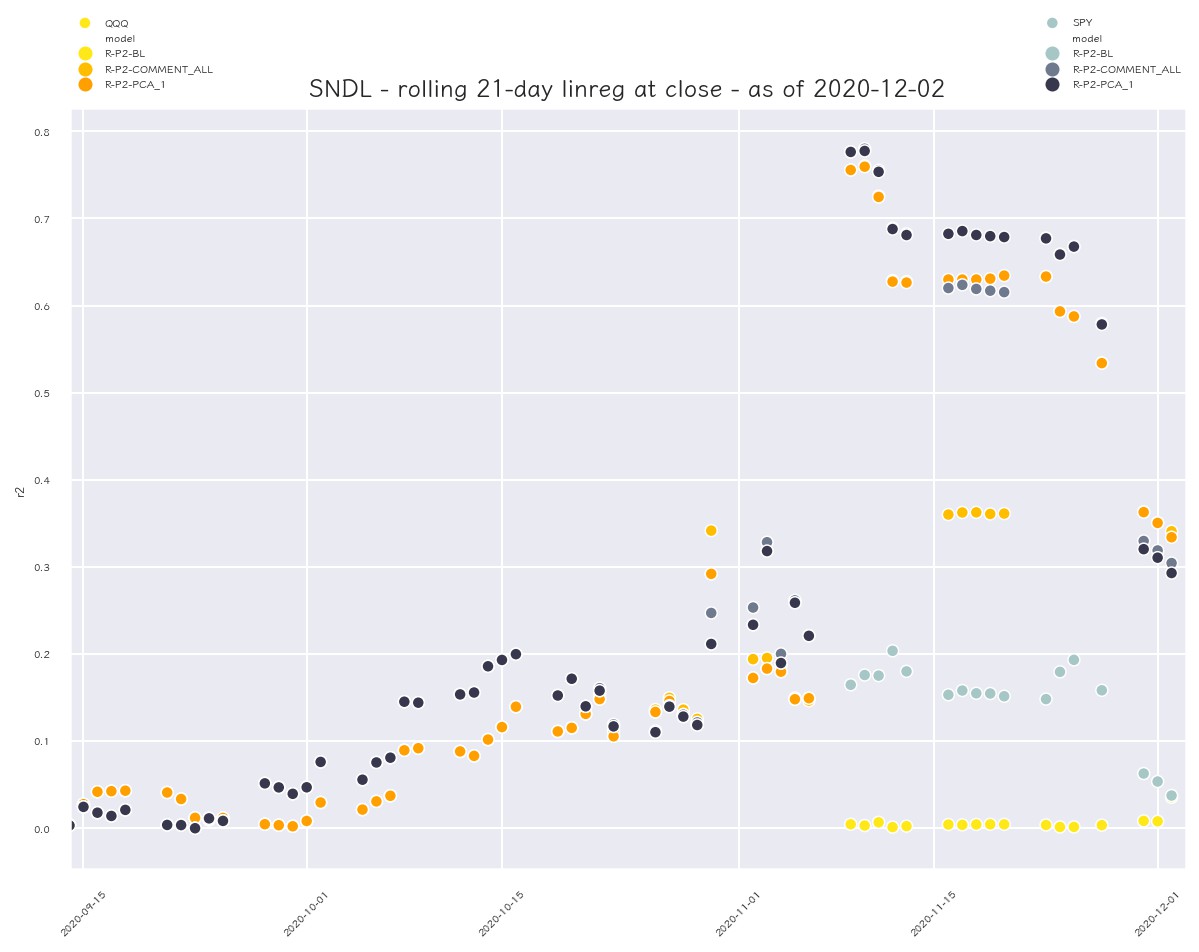 QQQ
model
R-P2-BL
R-P2-COMMENT_ALL
R-P2-PCA_1
SPY
model
R-P2-BL
R-P2-COMMENT_ALL
R-P2-PCA_1
SNDL - rolling 21-day linreg at close - as of 2020-12-02
r2
0.8
0.7
0.6
0.5
0.4
0.3
0.2
0.1
0.0
2020-09-15
2020-10-01
2020-10-15
2020-11-01
2020-11-15
2020-12-01